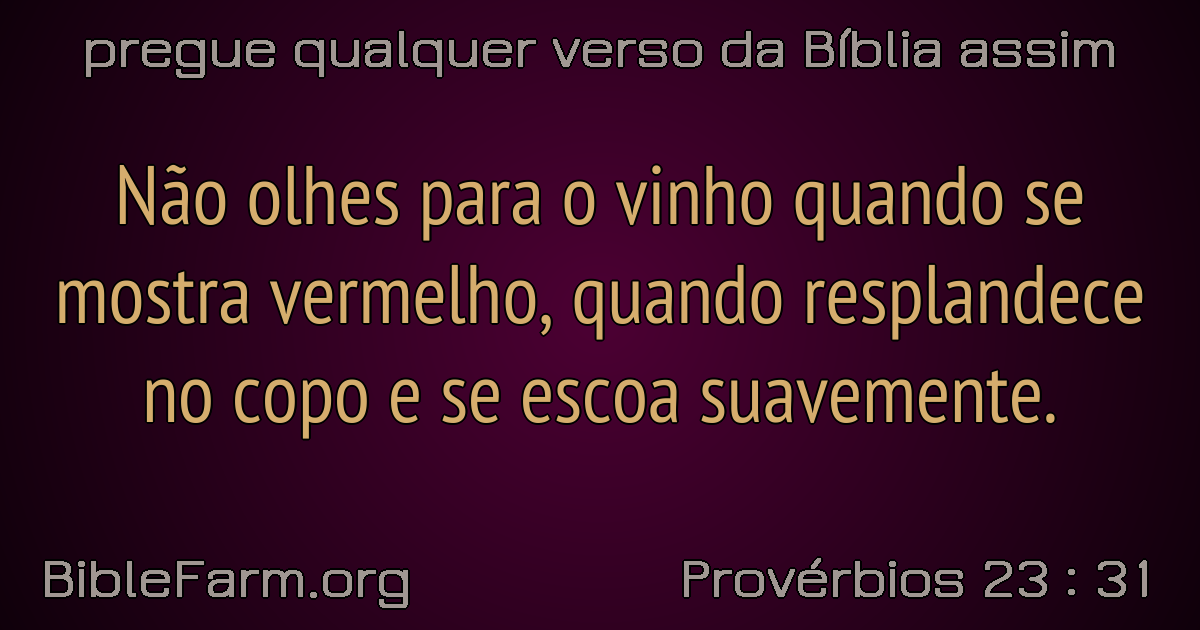 pregue qualquer verso da Bíblia assim
Não olhes para o vinho quando se
mostra vermelho, quando resplandece
no copo e se escoa suavemente.
BibleFarm.org
Provérbios 23 : 31